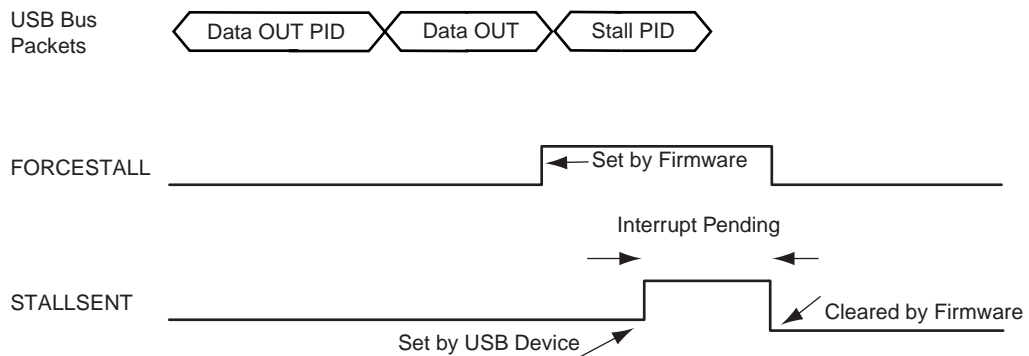 USB Bus
Packets
Data OUT PID
Data OUT
Stall PID
FORCESTALL
Set by Firmware
Interrupt Pending
STALLSENT
Cleared by Firmware
Set by USB Device